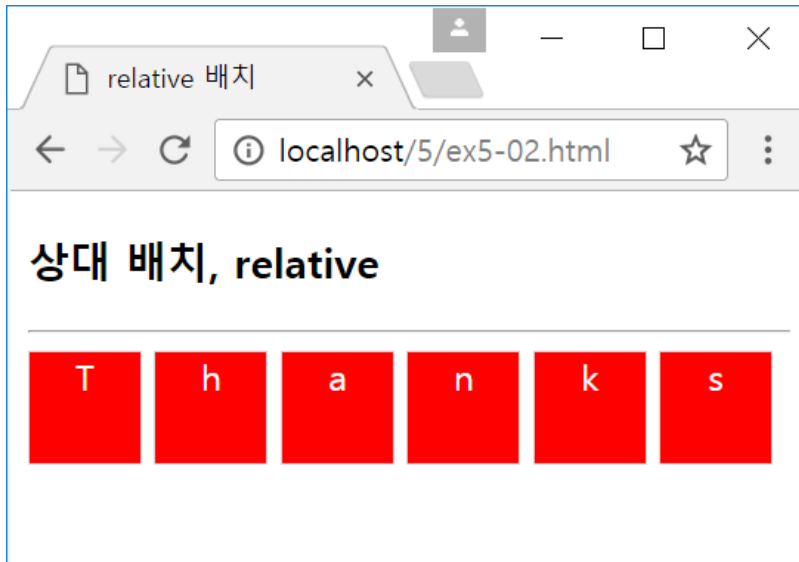 relative 배치
localhost/5/ex5-02.html
상대 배치, relative
T h a n k s